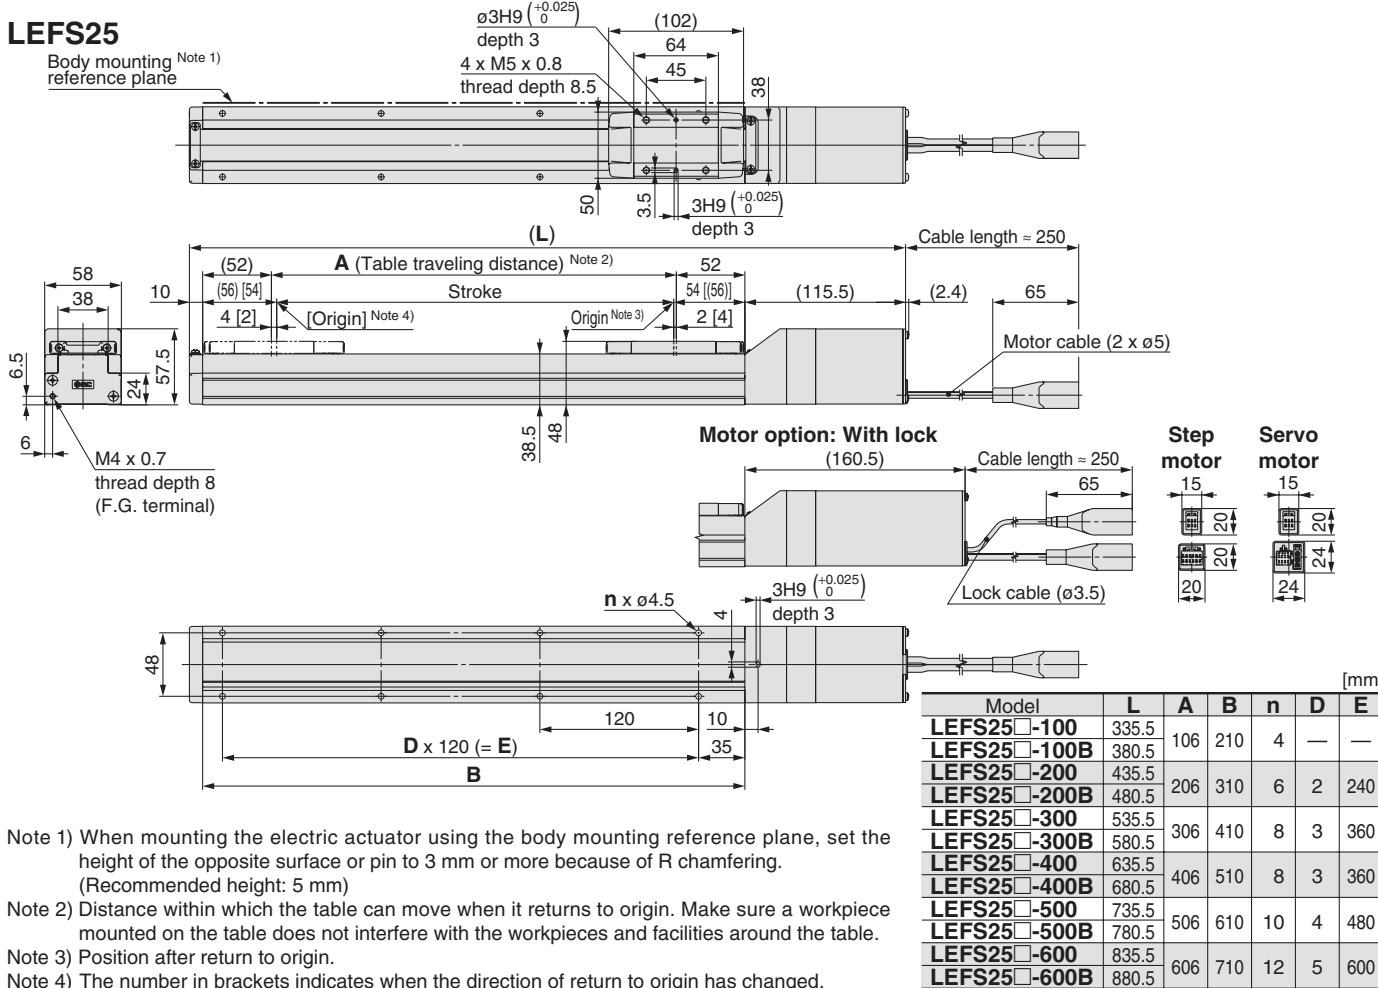 LEFS25
Body mounting Note 1)
reference plane
ø3H9 (+0.025 0)
depth 3
4 x M5 x 0.8
thread depth 8.5
(102)
64
45
38
50
3.5
3H9 (+0.025 0)
depth 3
(L)
Cable length ≈ 250
(52)
A (Table traveling distance) Note 2)
52
10
(56) [54]
Stroke
54 [(56)]
(115.5)
(2.4)
65
4 [2]
[Origin] Note 4)
Origin Note 3)
2 [4]
Motor cable (2 x ø5)
58
38
6.5
24
57.5
6
M4 x 0.7
thread depth 8
(F.G. terminal)
38.5
48
Motor option: With lock
(160.5)
Cable length ≈ 250
65
Lock cable (ø3.5)
Step
motor
Servo
motor
15
15
20
20
20
24
20
24
n x ø4.5
3H9 (+0.025 0)
depth 3
4
48
120
10
D x 120 (= E)
35
B
[mm
Model L A B n D E
LEFS25□-100 335.5 106 210 4 — —
LEFS25□-100B 380.5
LEFS25□-200 435.5 206 310 6 2 240
LEFS25□-200B 480.5
LEFS25□-300 535.5 306 410 8 3 360
LEFS25□-300B 580.5
LEFS25□-400 635.5 406 510 8 3 360
LEFS25□-400B 680.5
LEFS25□-500 735.5 506 610 10 4 480
LEFS25□-500B 780.5
LEFS25□-600 835.5 606 710 12 5 600
LEFS25□-600B 880.5
Note 1) When mounting the electric actuator using the body mounting reference plane, set the
height of the opposite surface or pin to 3 mm or more because of R chamfering.
(Recommended height: 5 mm)
Note 2) Distance within which the table can move when it returns to origin. Make sure a workpiece
mounted on the table does not interfere with the workpieces and facilities around the table.
Note 3) Position after return to origin.
Note 4) The number in brackets indicates when the direction of return to origin has changed.